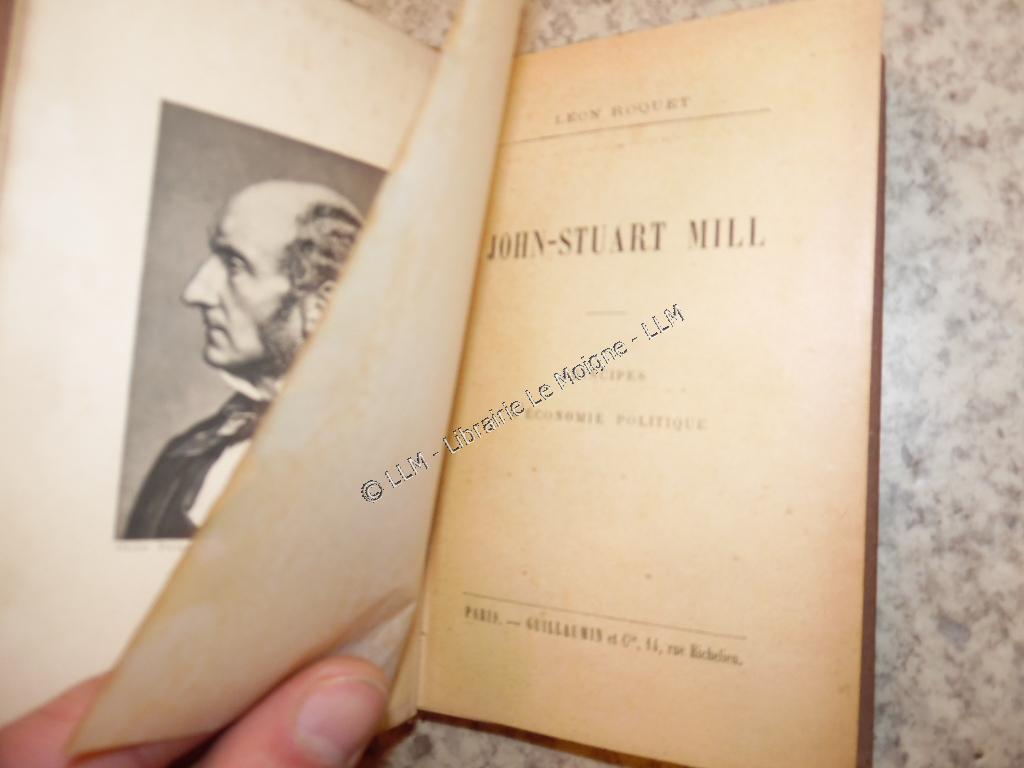 LÉON ROQUET
JOHN-STUART MILL
ÉCONOMIE POLITIQUE
PARIS. — GUILLAUMIN et Cie, 14, rue Richelieu.
© LLM - Librairie Le Moigne - LLM